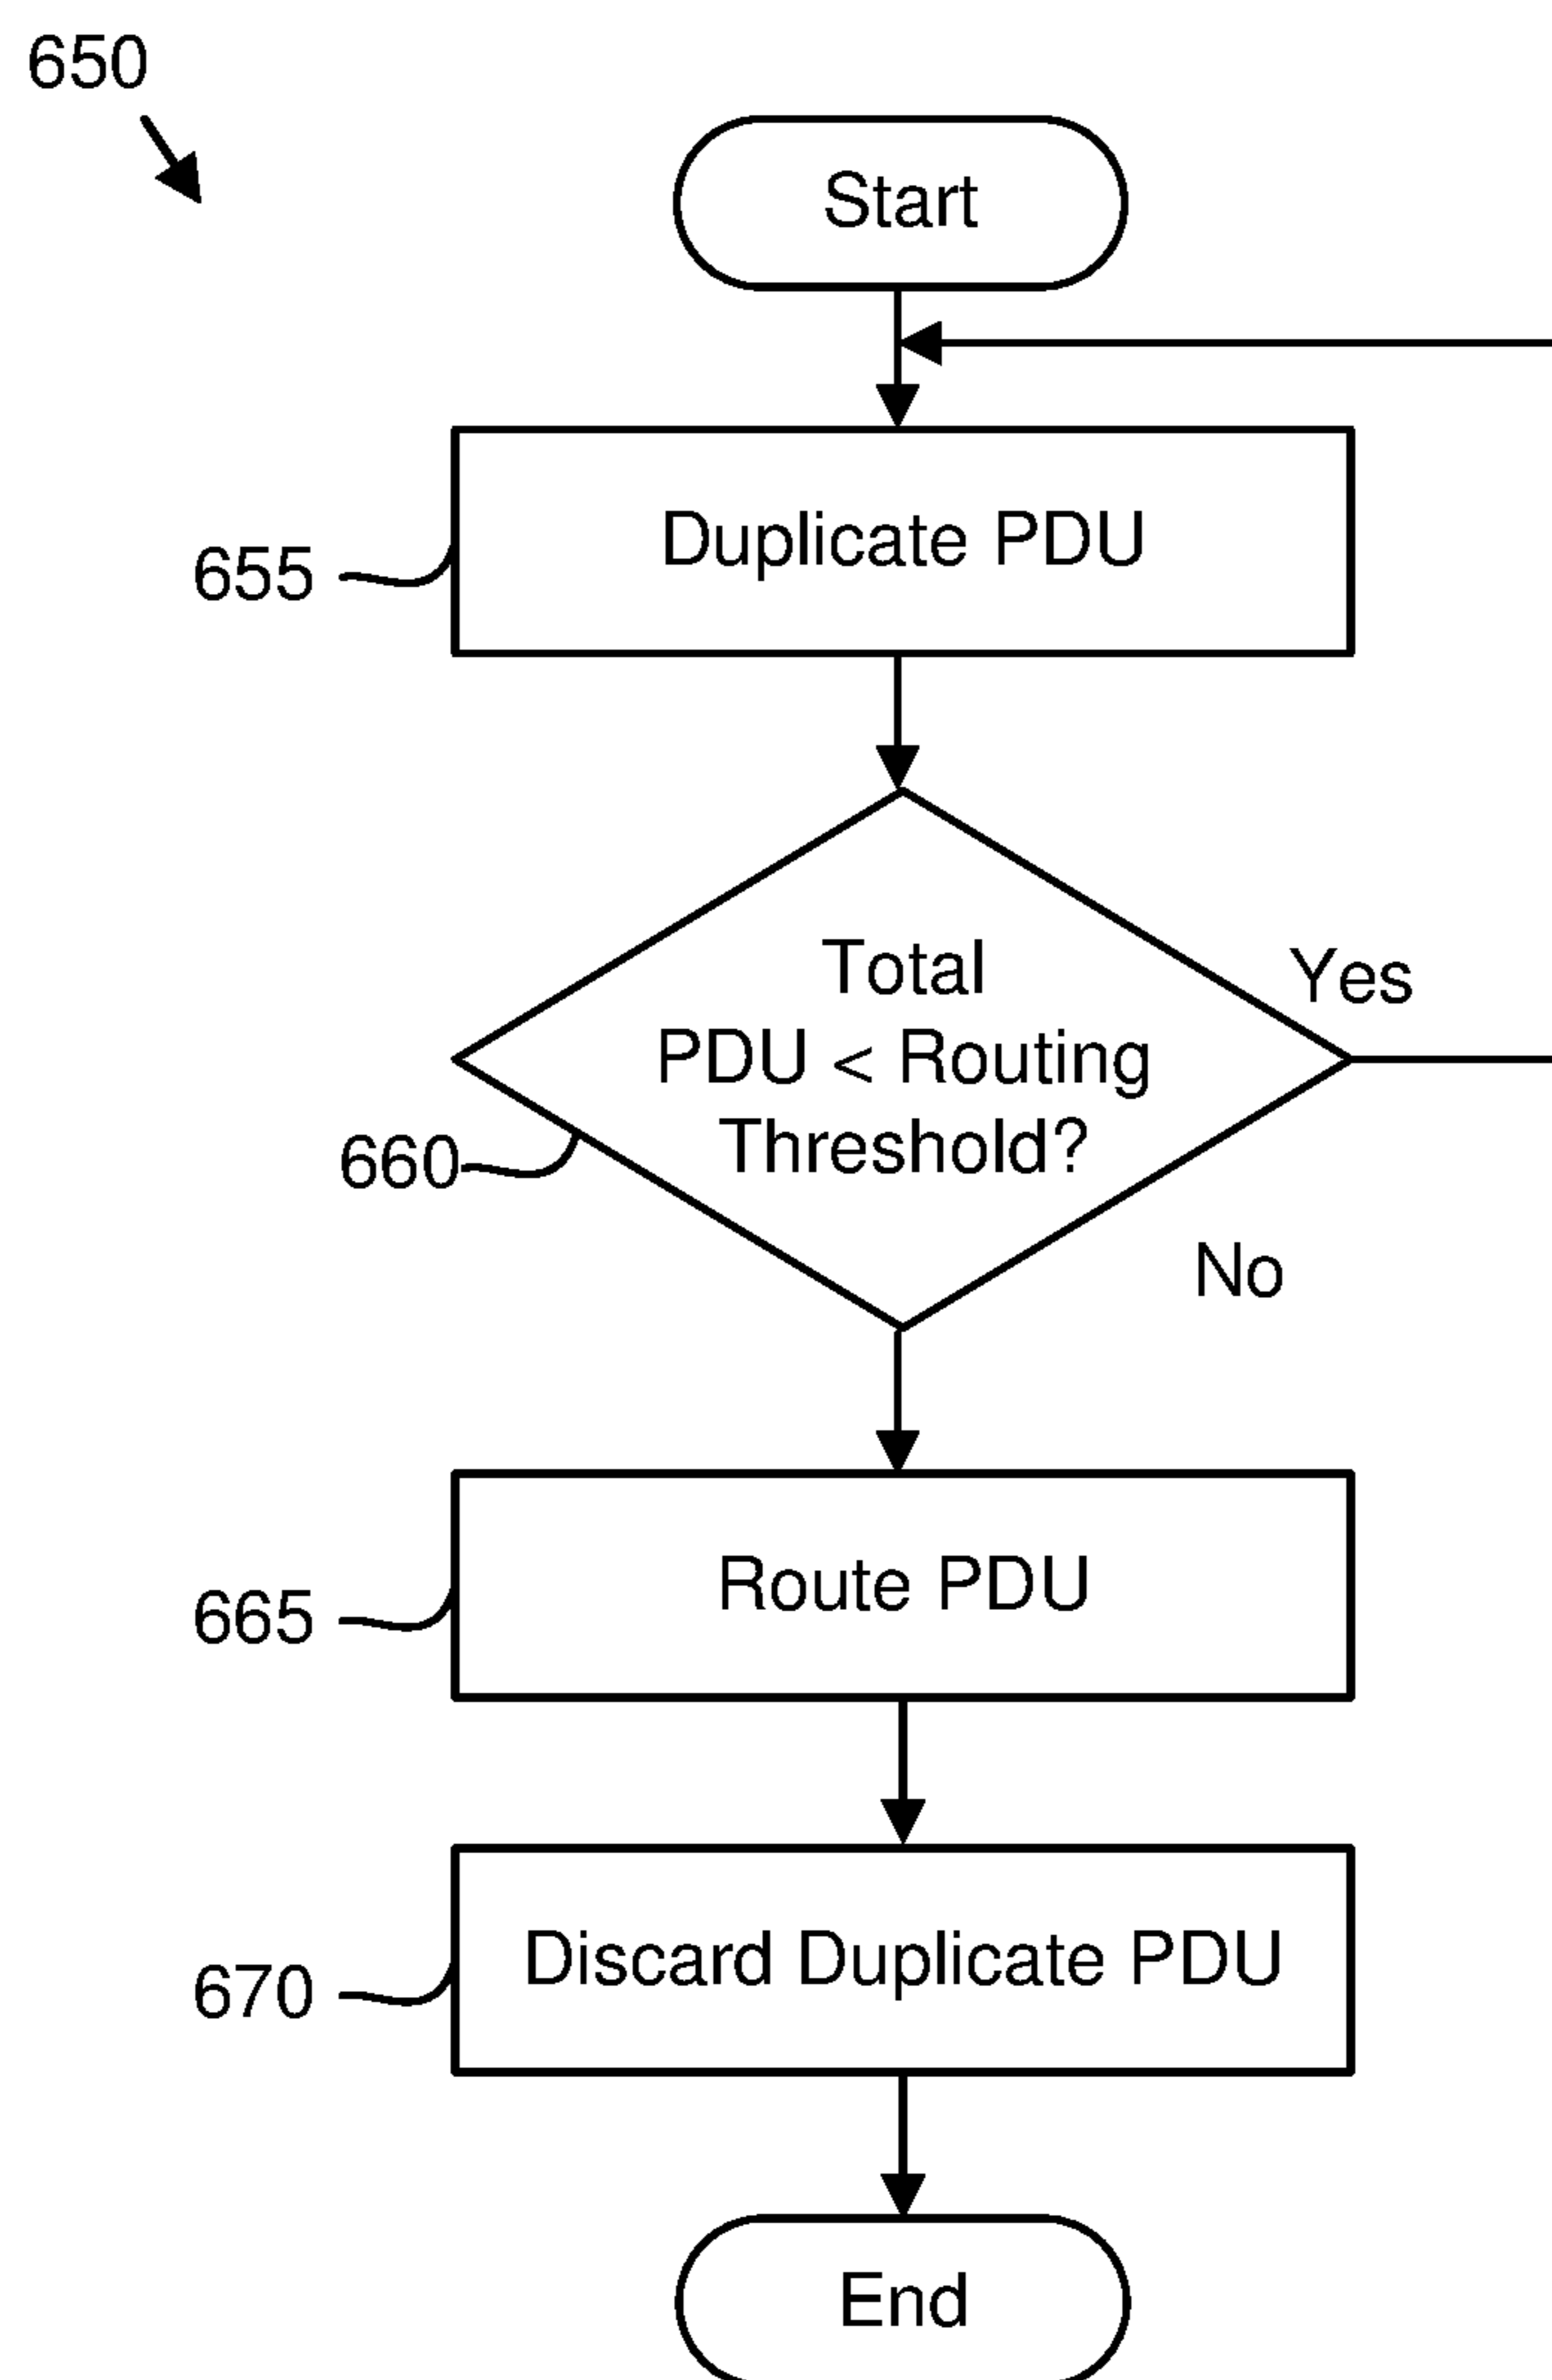 650
Start
Duplicate PDU
655
Total
PDU < Routing
Threshold?
Yes
660
No
Route PDU
665
Discard Duplicate PDU
670
End